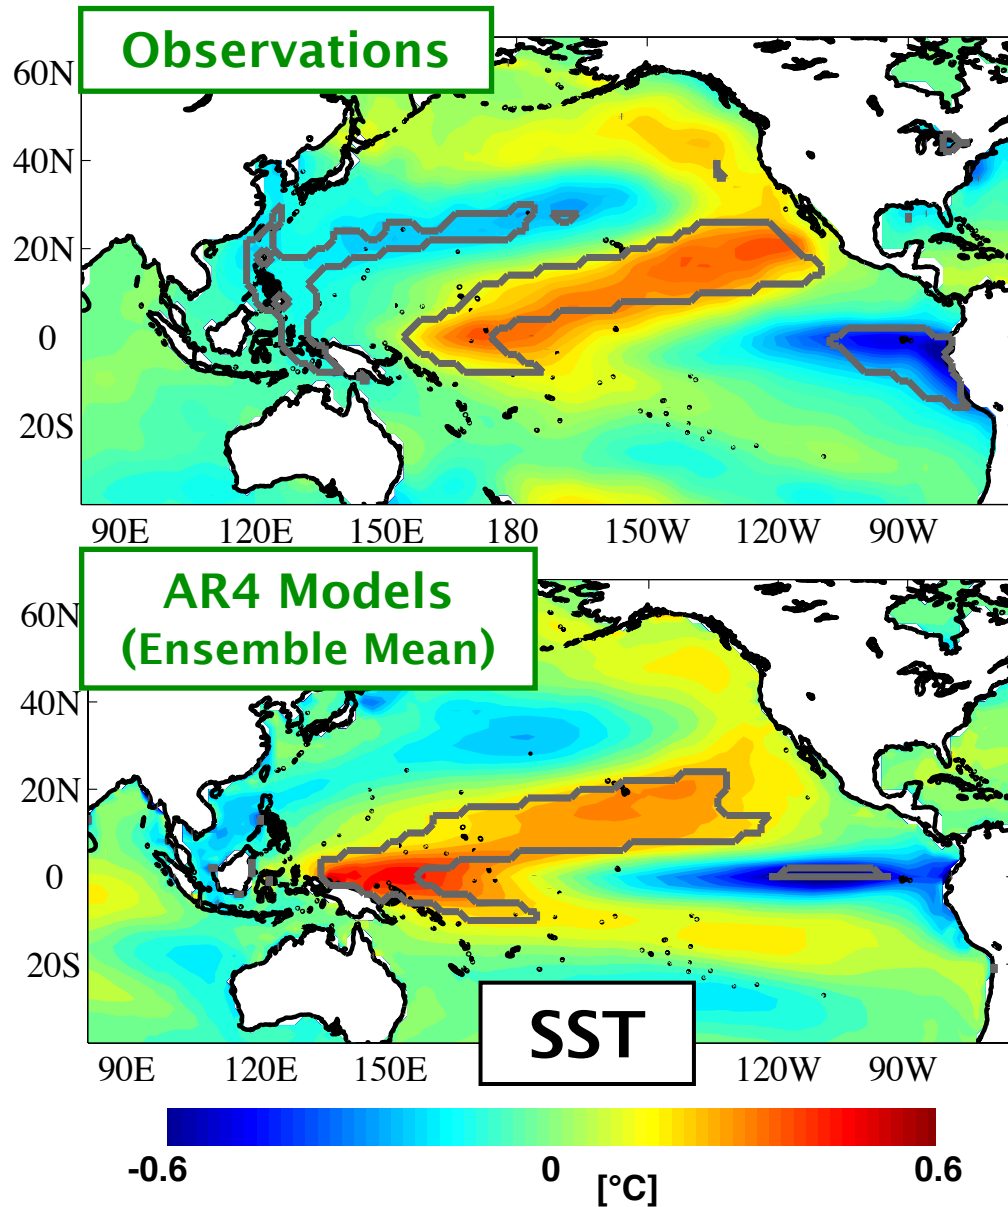 Observations
60N
40N
20N
0
20S
90E 120E 150E 180 150W 120W 90W
AR4 Models
(Ensemble Mean)
60N
40N
20N
0
20S
SST
90E 120E 150E 120W 90W
-0.6 0 0.6
[°C]